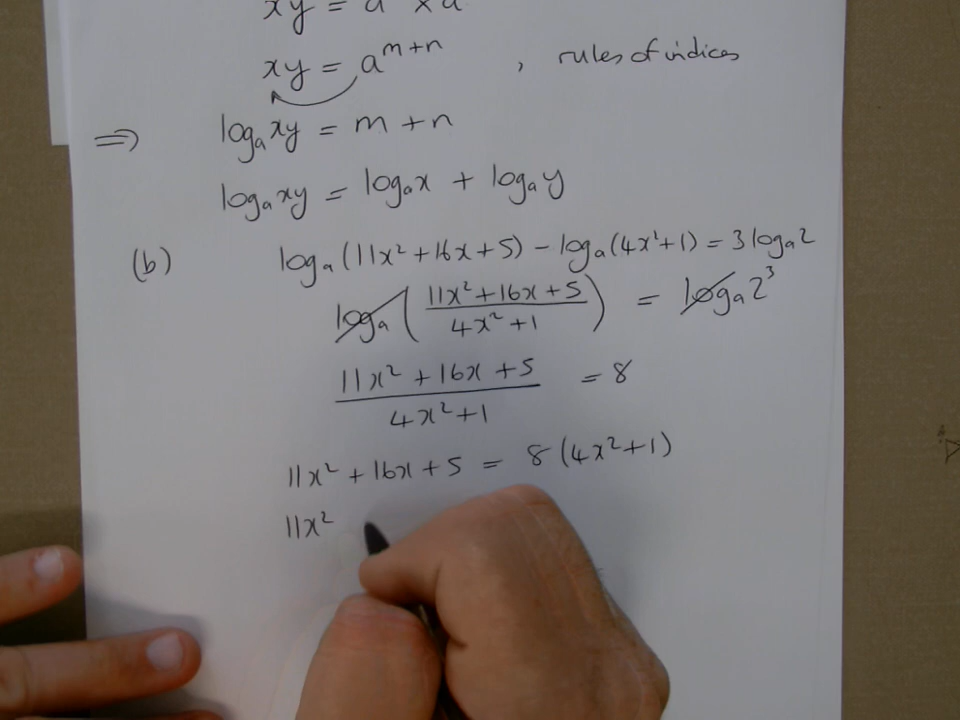 xy = a × a
xy = a^{m+n} , rules of indices
⇒ log_a xy = m + n
log_a xy = log_a x + log_a y
(b) log_a (11x² + 16x + 5) − log_a (4x² + 1) = 3 log_a 2
log_a ( (11x² + 16x + 5) / (4x² + 1) ) = log_a 2³
(11x² + 16x + 5) / (4x² + 1) = 8
11x² + 16x + 5 = 8 (4x² + 1)
11x²